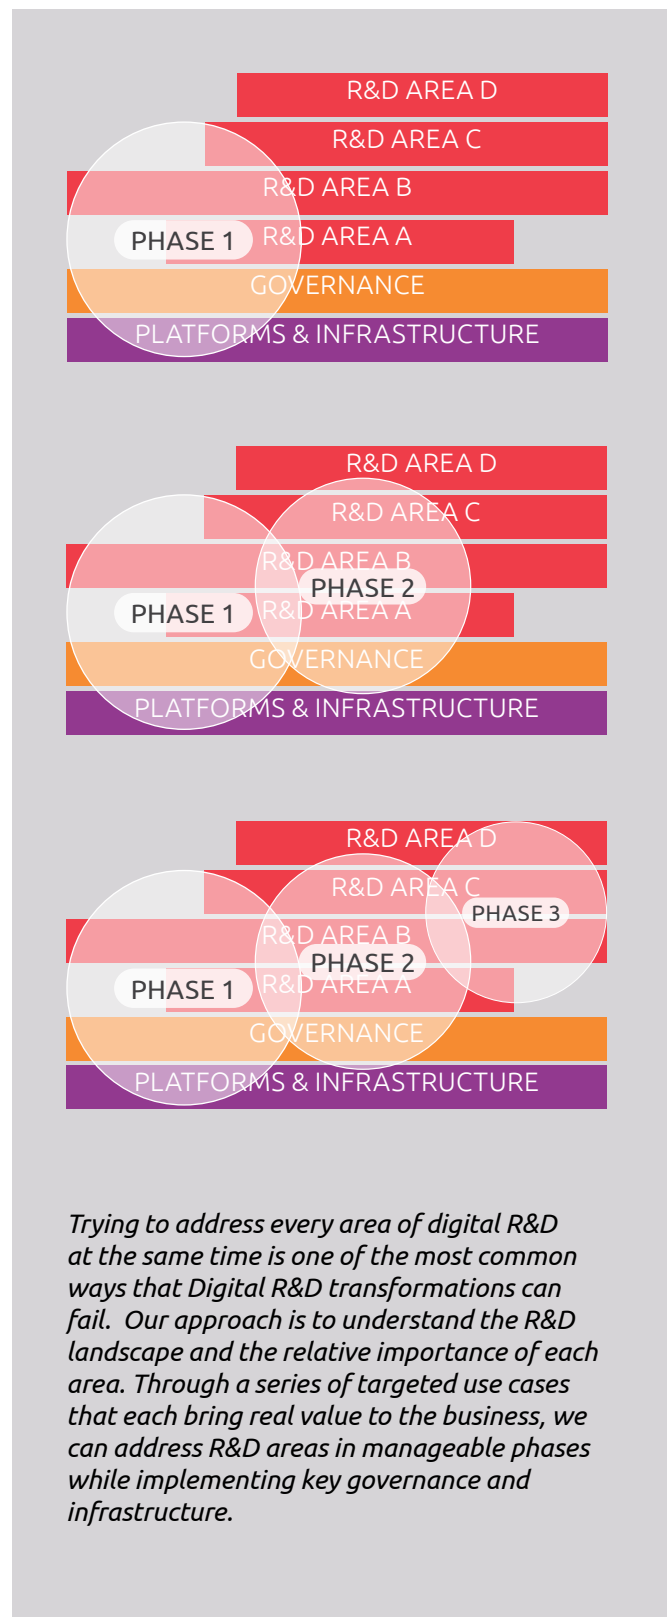 R&D AREA D
R&D AREA C
R&D AREA B
PHASE 1 R&D AREA A
GOVERNANCE
PLATFORMS & INFRASTRUCTURE
R&D AREA D
R&D AREA C
R&D AREA B
PHASE 2
PHASE 1 R&D AREA A
GOVERNANCE
PLATFORMS & INFRASTRUCTURE
R&D AREA D
R&D AREA C
PHASE 3
R&D AREA B
PHASE 2
PHASE 1 R&D AREA A
GOVERNANCE
PLATFORMS & INFRASTRUCTURE
Trying to address every area of digital R&D
at the same time is one of the most common
ways that Digital R&D transformations can
fail.  Our approach is to understand the R&D
landscape and the relative importance of each
area. Through a series of targeted use cases
that each bring real value to the business, we
can address R&D areas in manageable phases
while implementing key governance and
infrastructure.